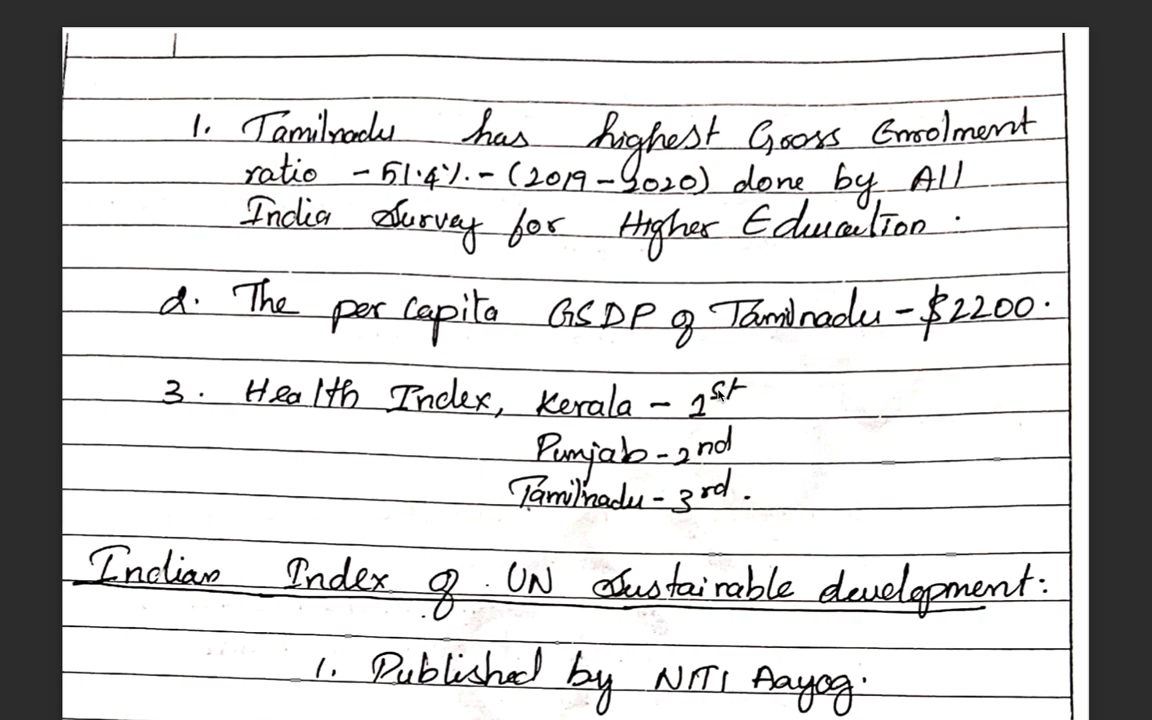 1. Tamilnadu has highest Gross Enrolment
ratio - 51.4%. - (2019 - 2020) done by All
India Survey for Higher Education.
2. The per capita GSDP of Tamilnadu - $2200.
3. Health Index, Kerala - 1st
Punjab - 2nd
Tamilnadu - 3rd.
Indian Index of UN Sustainable development:
1. Published by NITI Aayog.